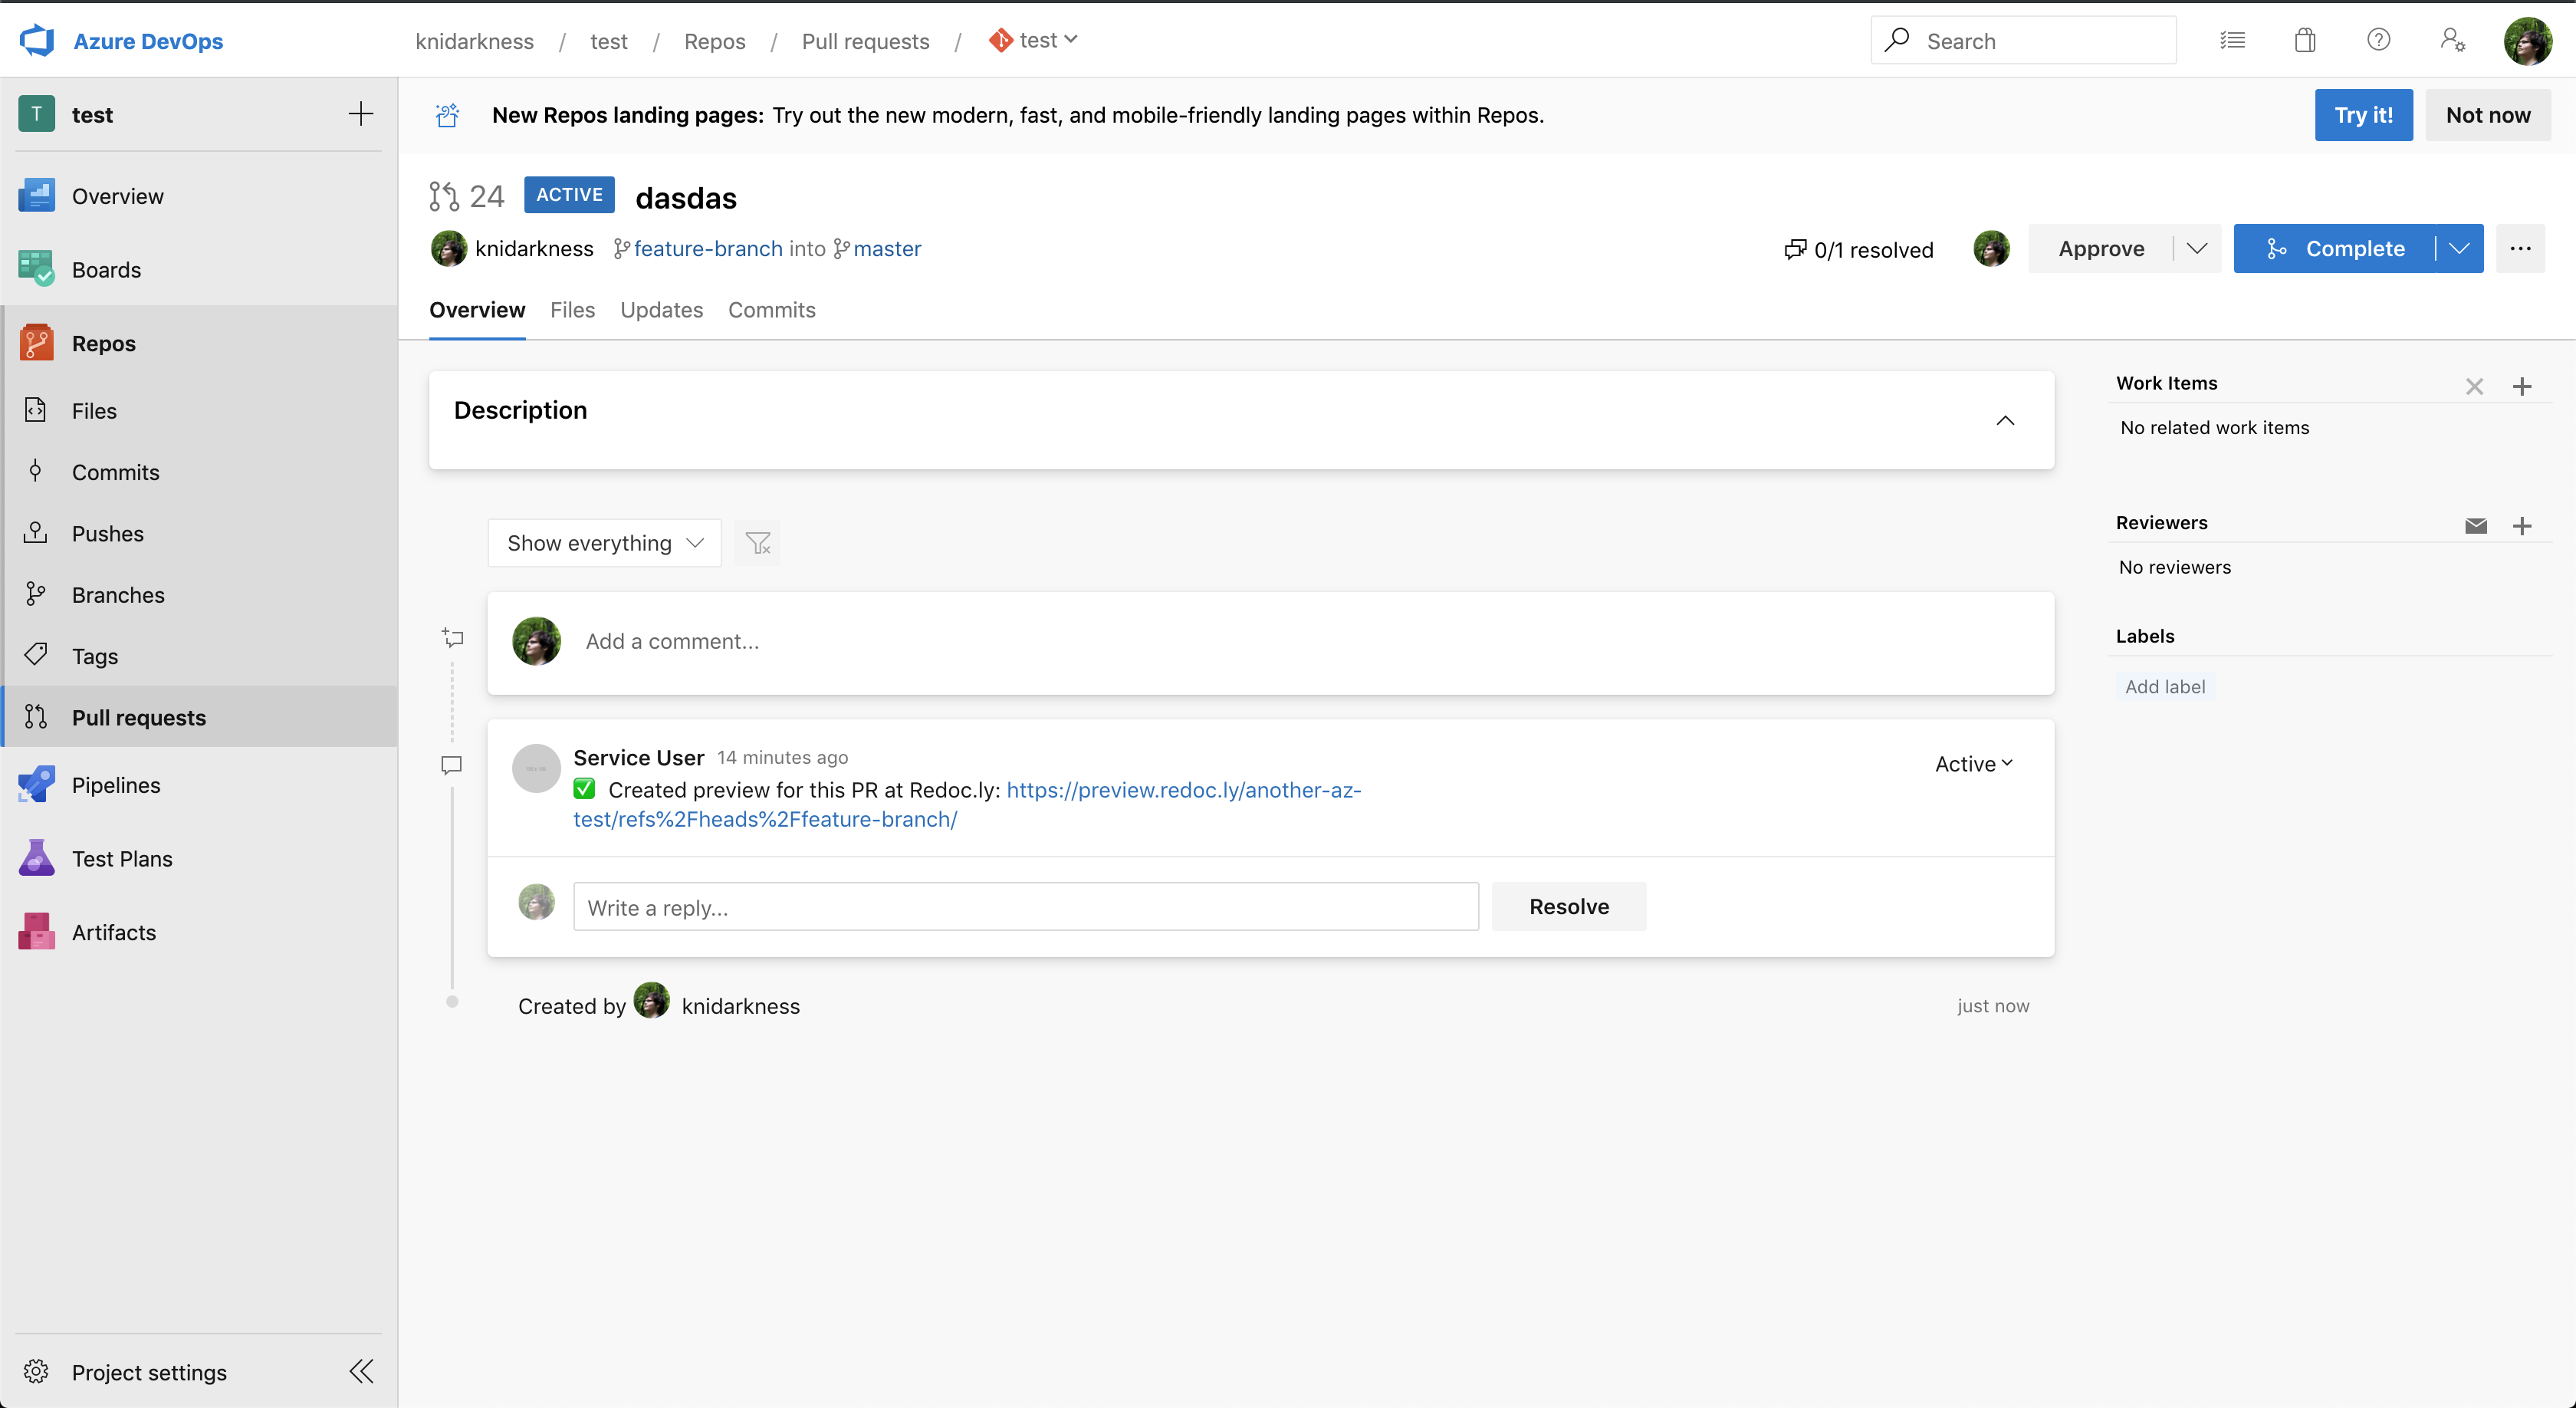 Azure DevOps
knidarkness / test / Repos / Pull requests / test
Search
T test
New Repos landing pages: Try out the new modern, fast, and mobile-friendly landing pages within Repos.
Try it!
Not now
Overview
Boards
Repos
Files
Commits
Pushes
Branches
Tags
Pull requests
Pipelines
Test Plans
Artifacts
Project settings
24 ACTIVE dasdas
knidarkness feature-branch into master
0/1 resolved
Approve
Complete
Overview Files Updates Commits
Description
Show everything
Add a comment...
Service User 14 minutes ago
Active
✅ Created preview for this PR at Redoc.ly: https://preview.redoc.ly/another-az-
test/refs%2Fheads%2Ffeature-branch/
Write a reply...
Resolve
Created by knidarkness
just now
Work Items
No related work items
Reviewers
No reviewers
Labels
Add label